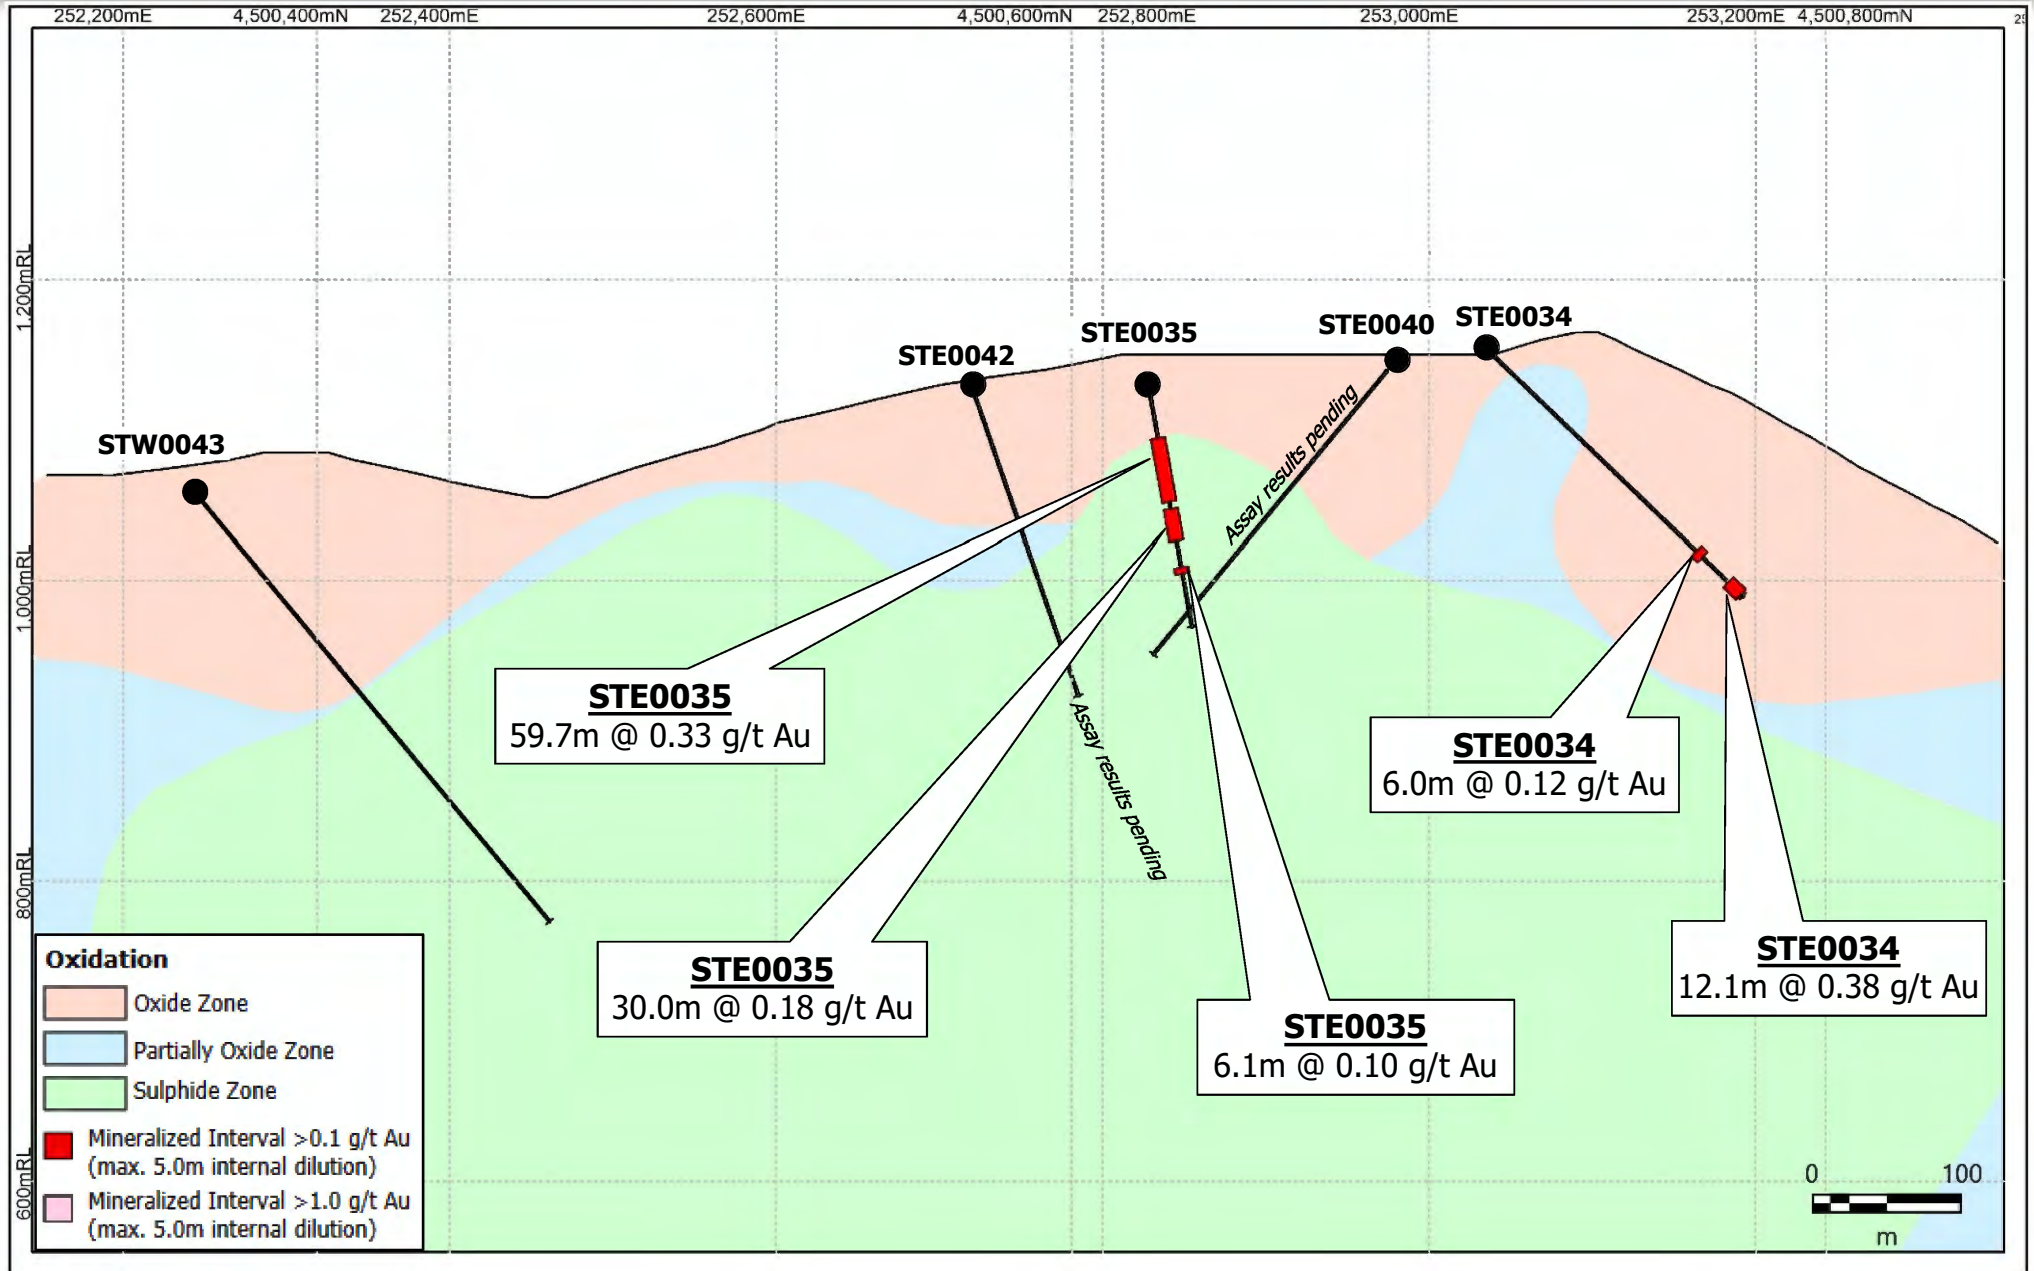 252,200mE 4,500,400mN 252,400mE 252,600mE 4,500,600mN 252,800mE 253,000mE 253,200mE 4,500,800mN
1,200mRL
1,000mRL
800mRL
600mRL
STW0043
STE0042
STE0035
STE0040
STE0034
Assay results pending
Assay results pending
STE0035
59.7m @ 0.33 g/t Au
STE0035
30.0m @ 0.18 g/t Au
STE0035
6.1m @ 0.10 g/t Au
STE0034
6.0m @ 0.12 g/t Au
STE0034
12.1m @ 0.38 g/t Au
Oxidation
Oxide Zone
Partially Oxide Zone
Sulphide Zone
Mineralized Interval >0.1 g/t Au
(max. 5.0m internal dilution)
Mineralized Interval >1.0 g/t Au
(max. 5.0m internal dilution)
0 100
m